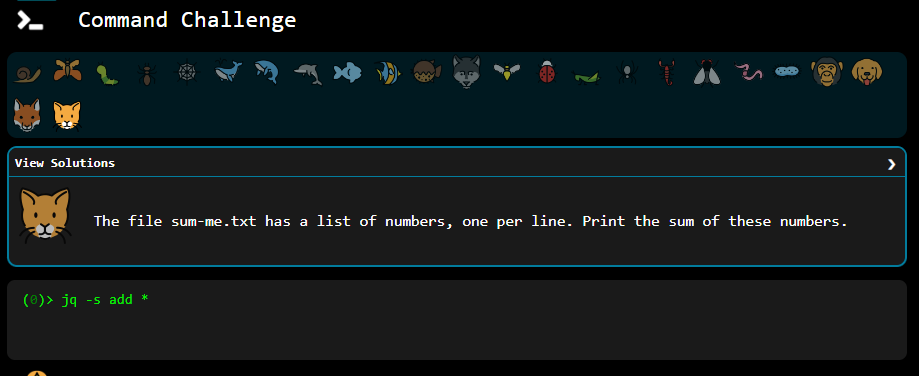 Command Challenge
View Solutions
The file sum-me.txt has a list of numbers, one per line. Print the sum of these numbers.
(0)> jq -s add *